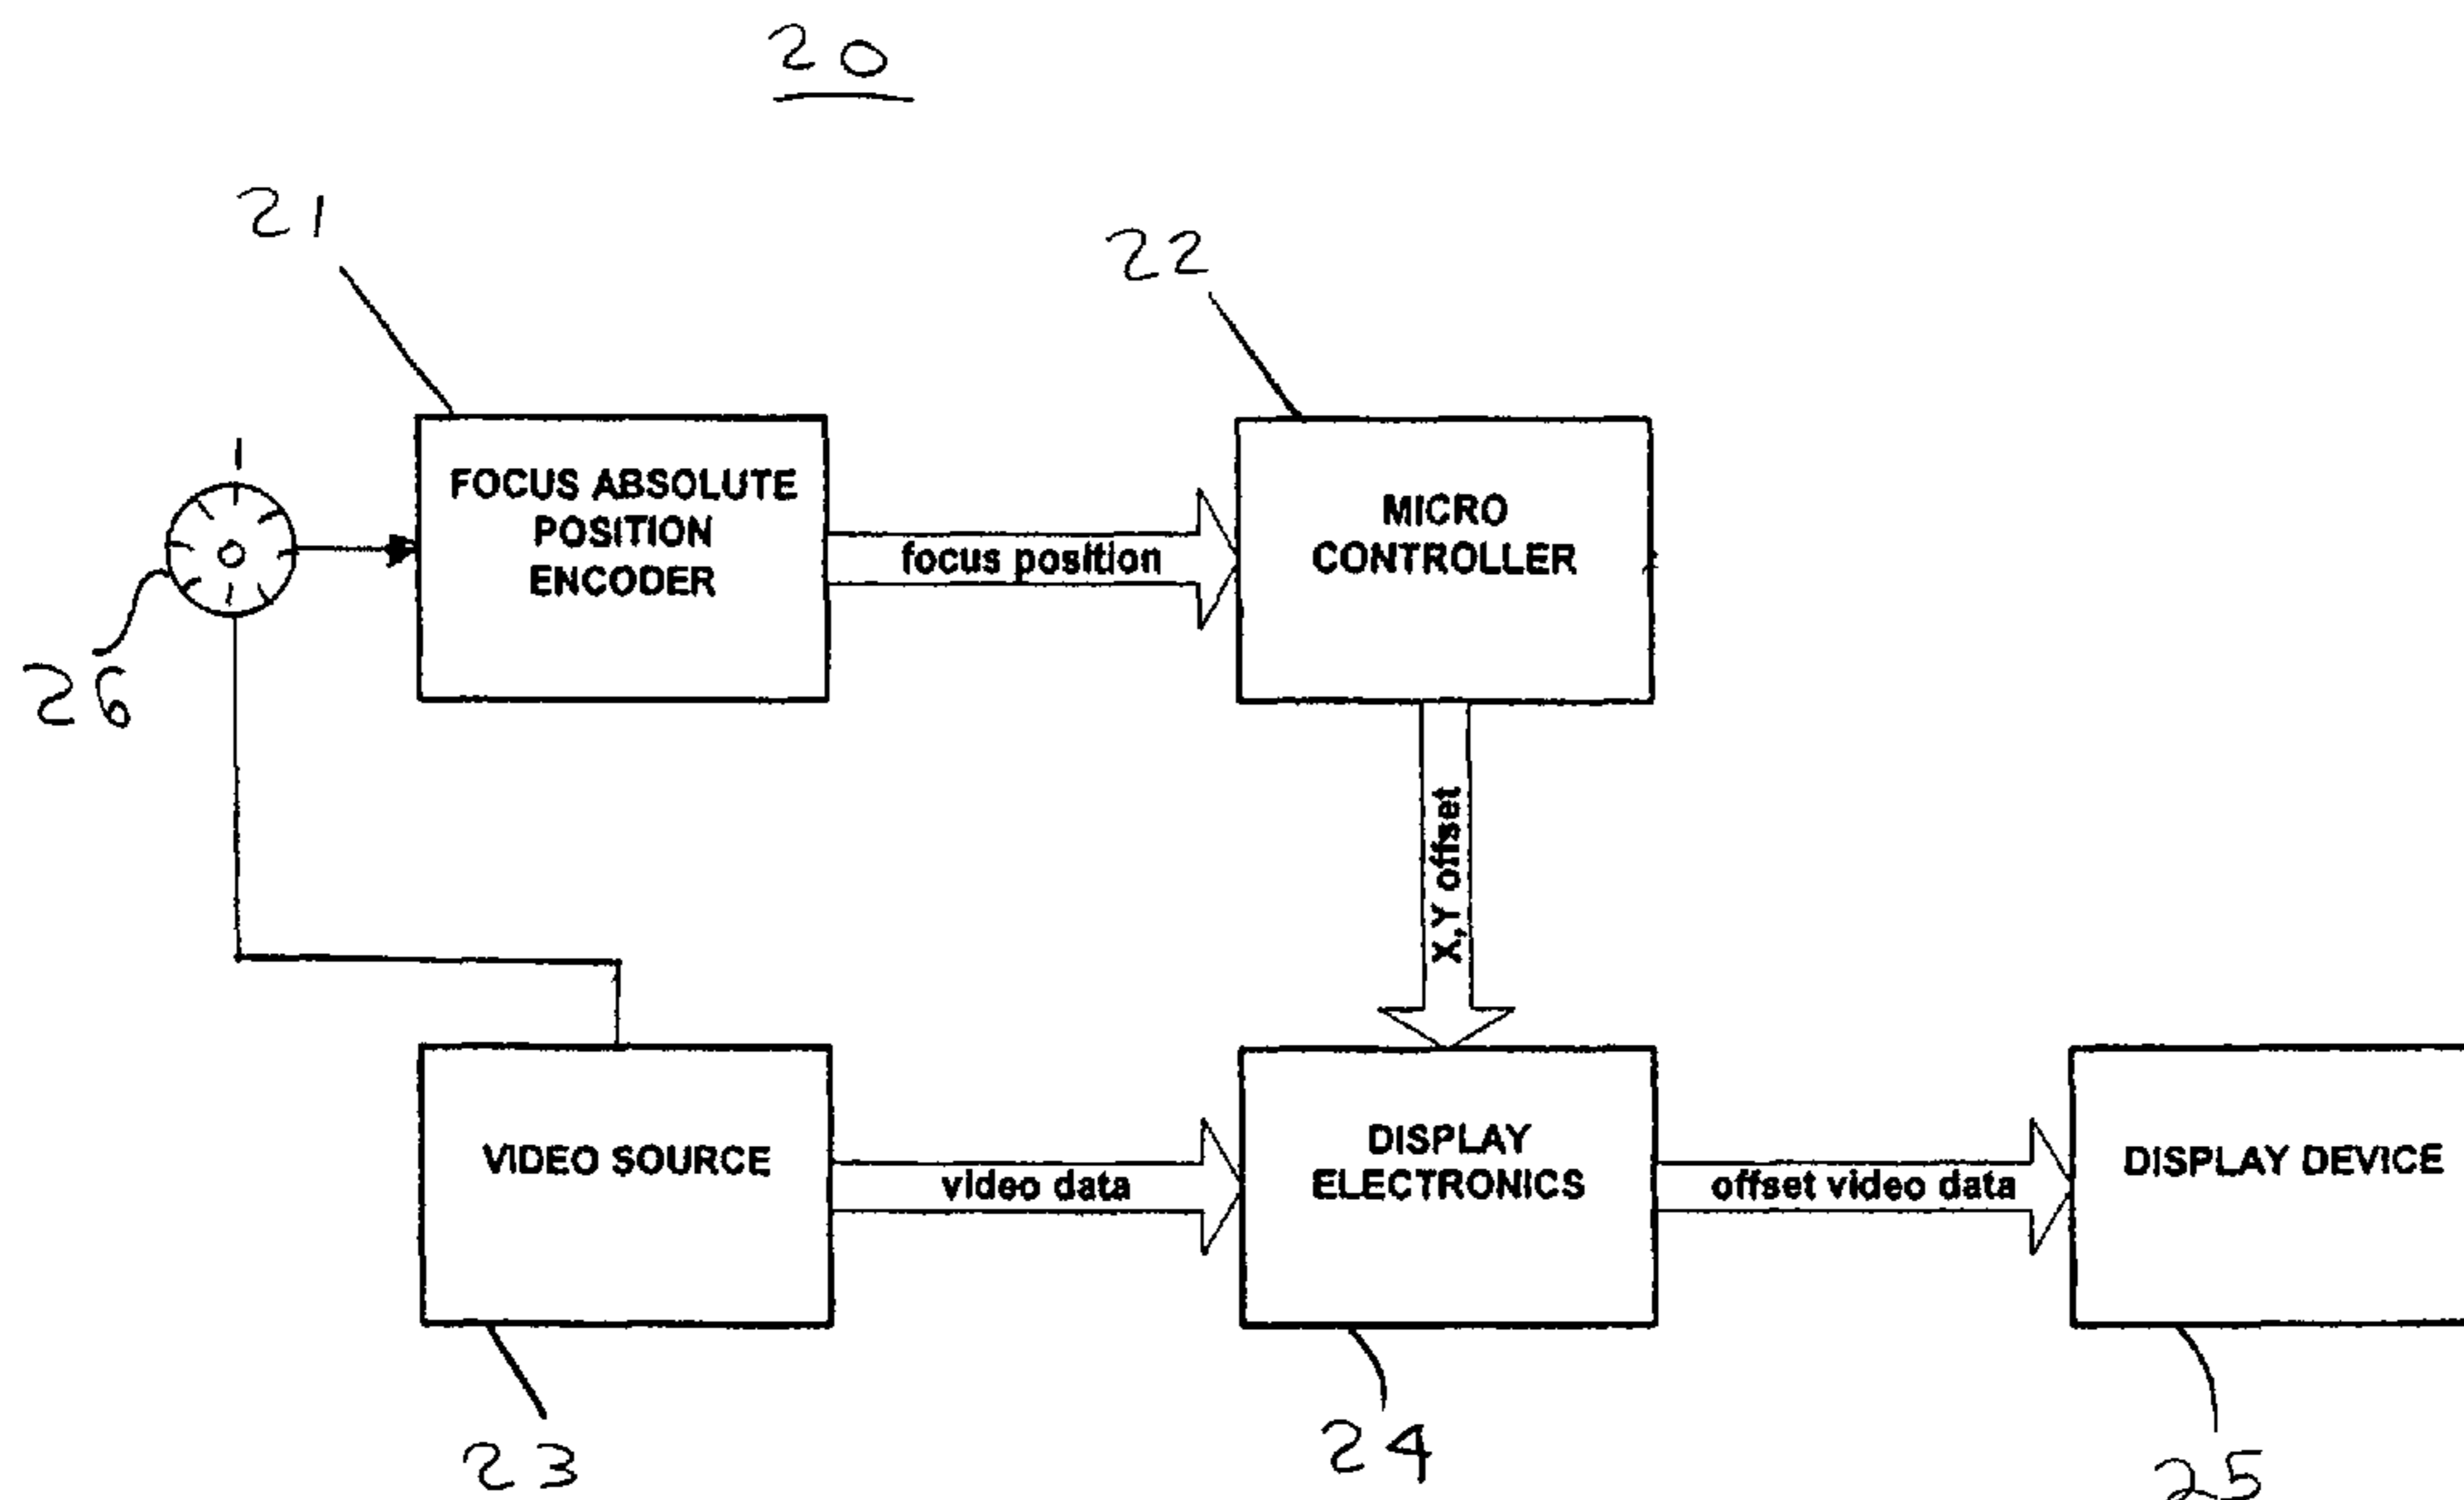 20
21
22
FOCUS ABSOLUTE
POSITION
ENCODER
focus position
MICRO
CONTROLLER
26
X,Y offset
VIDEO SOURCE
video data
DISPLAY
ELECTRONICS
offset video data
DISPLAY DEVICE
23
24
25